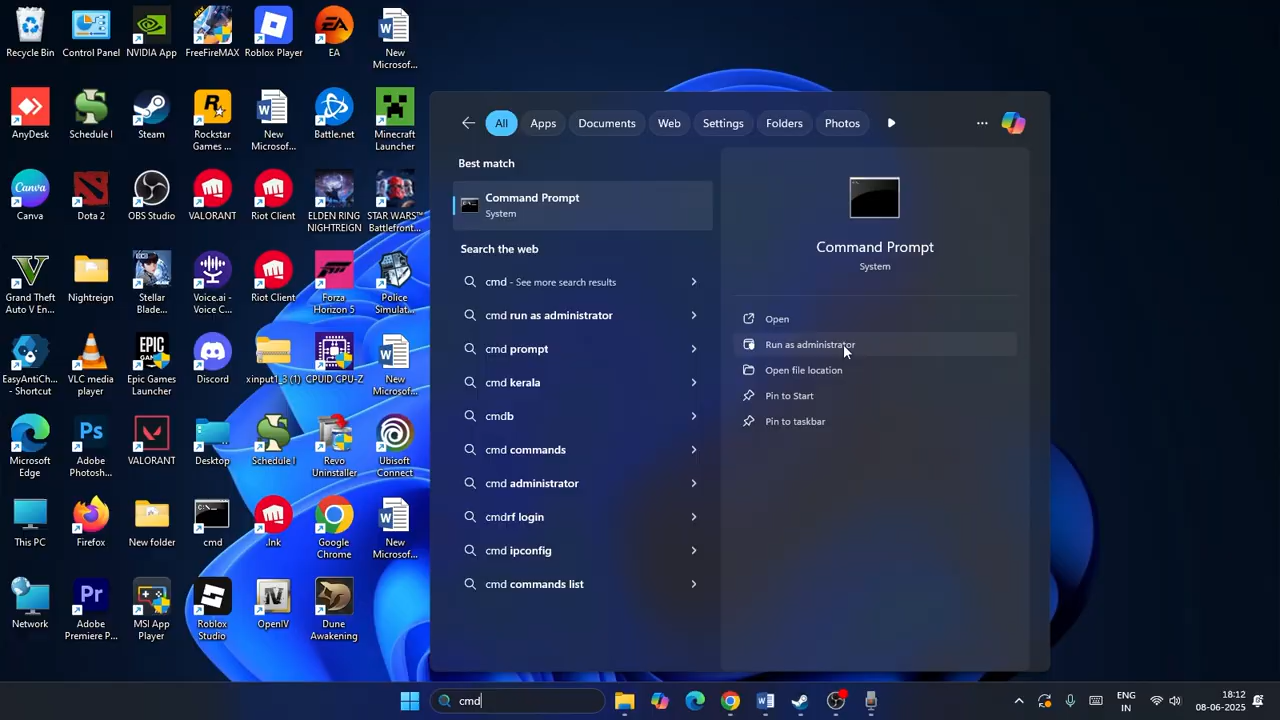 Recycle Bin
Control Panel
NVIDIA App
FreeFireMAX
Roblox Player
EA
New
Microsof...
AnyDesk
Schedule I
Steam
Rockstar
Games ...
New
Microsof...
Battle.net
Minecraft
Launcher
Canva
Dota 2
OBS Studio
VALORANT
Riot Client
ELDEN RING
NIGHTREIGN
STAR WARS™
Battlefront...
Grand Theft
Auto V En...
Nightreign
Stellar
Blade...
Voice.ai -
Voice C...
Riot Client
Forza
Horizon 5
Police
Simulat...
EasyAntiCh...
- Shortcut
VLC media
player
Epic Games
Launcher
Discord
xinput1_3 (1)
CPUID CPU-Z
New
Microsof...
Microsoft
Edge
Adobe
Photosh...
VALORANT
Desktop
Schedule I
Revo
Uninstaller
Ubisoft
Connect
This PC
Firefox
New folder
cmd
.lnk
Google
Chrome
New
Microsof...
Network
Adobe
Premiere P...
MSI App
Player
Roblox
Studio
OpenIV
Dune
Awakening
All
Apps
Documents
Web
Settings
Folders
Photos
Best match
Command Prompt
System
Search the web
cmd - See more search results
cmd run as administrator
cmd prompt
cmd kerala
cmdb
cmd commands
cmd administrator
cmdrf login
cmd ipconfig
cmd commands list
Command Prompt
System
Open
Run as administrator
Open file location
Pin to Start
Pin to taskbar
cmd
ENG
IN
18:12
08-06-2025